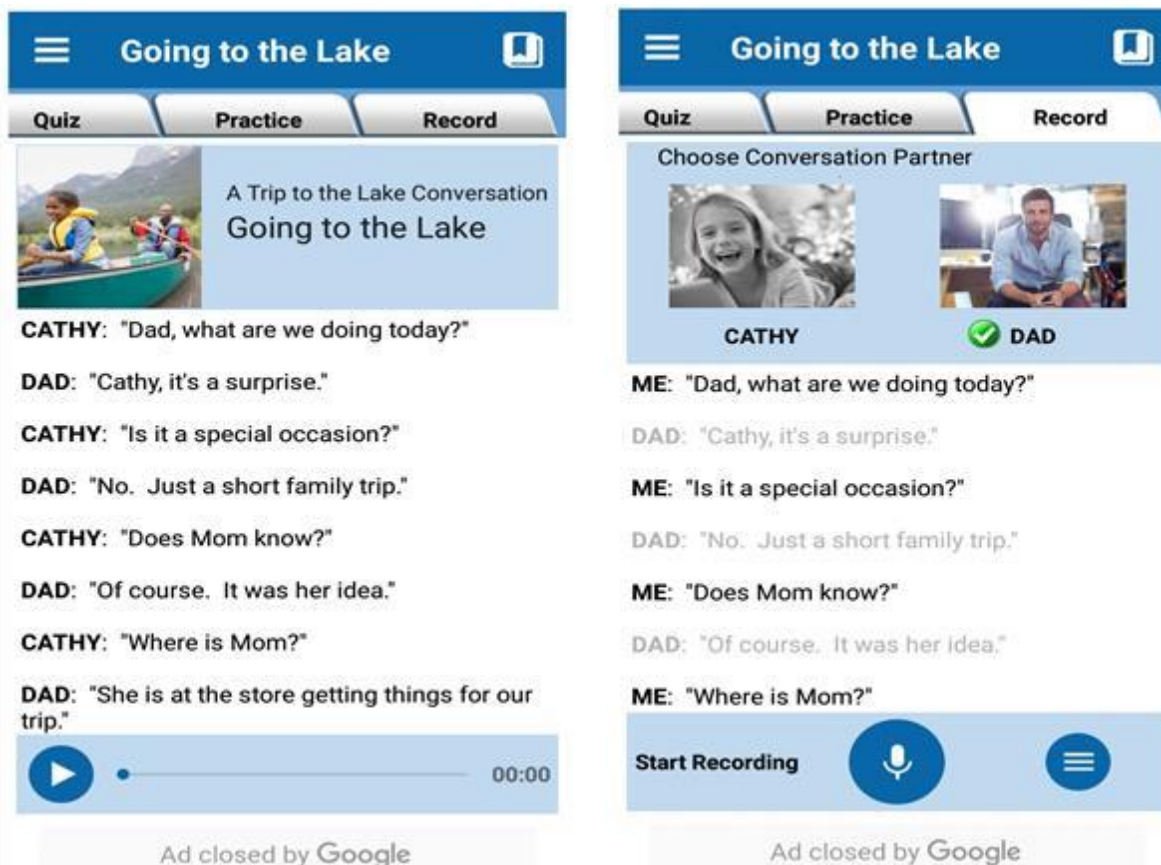 Going to the Lake
Quiz Practice Record
A Trip to the Lake Conversation
Going to the Lake
CATHY: "Dad, what are we doing today?"
DAD: "Cathy, it's a surprise."
CATHY: "Is it a special occasion?"
DAD: "No. Just a short family trip."
CATHY: "Does Mom know?"
DAD: "Of course. It was her idea."
CATHY: "Where is Mom?"
DAD: "She is at the store getting things for our
trip."
00:00
Ad closed by Google
Going to the Lake
Quiz Practice Record
Choose Conversation Partner
CATHY DAD
ME: "Dad, what are we doing today?"
DAD: "Cathy, it's a surprise."
ME: "Is it a special occasion?"
DAD: "No. Just a short family trip."
ME: "Does Mom know?"
DAD: "Of course. It was her idea."
ME: "Where is Mom?"
Start Recording
Ad closed by Google